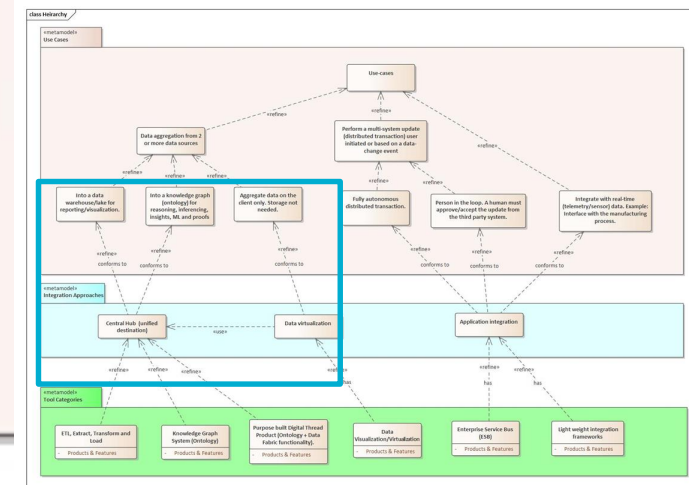 class Heirarchy
«metamodel»
Use Cases
Use-cases
«refine»
«refine»
«refine»
Data aggregation from 2
or more data sources
Perform a multi-system update
(distributed transaction) user
initiated or based on a data-
change event
«refine»
«refine»
«refine»
«refine»
«refine»
Into a data
warehouse/lake for
reporting/visualization.
Into a knowledge graph
(ontology) for
reasoning, inferencing,
insights, ML and proofs
Aggregate data on the
client only. Storage not
needed.
Fully autonomous
distributed transaction.
Person in the loop. A human must
approve/accept the update from
the third party system.
Integrate with real-time
(telemetry/sensor) data. Example:
Interface with the manufacturing
process.
«refine»
conforms to
«refine»
conforms to
«refine»
conforms to
«refine»
conforms to
«refine»
conforms to
«refine»
conforms to
«metamodel»
Integration Approaches
Central Hub (unified
destination)
«use»
Data virtualization
Application integration
«refine»
«refine»
«refine»
«refine»
has
«refine»
has
«refine»
has
«metamodel»
Tool Categories
ETL, Extract, Transform and
Load
- Products & Features
Knowledge Graph
System (Ontology)
- Products & Features
Purpose built Digital Thread
Product (Ontology + Data
Fabric functionality).
- Products & Features
Data
Visualization/Virtualization
- Products & Features
Enterprise Service Bus
(ESB)
- Products & Features
Light weight integration
frameworks
- Products & Features